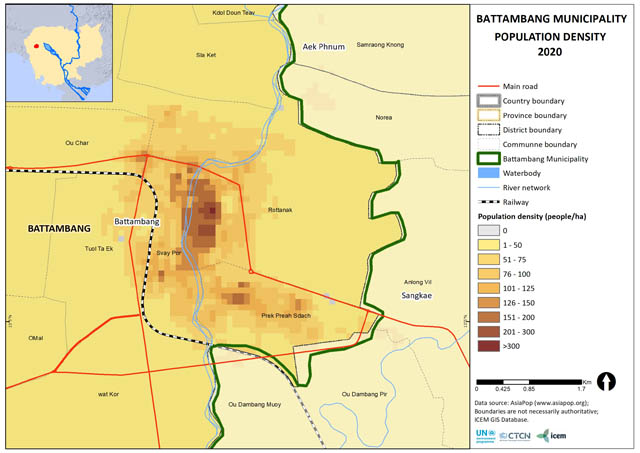 BATTAMBANG MUNICIPALITY
POPULATION DENSITY
2020
Main road
Country boundary
Province boundary
District boundary
Communne boundary
Battambang Municipality
Waterbody
River network
Railway
Population density (people/ha)
0
1 - 50
51 - 75
76 - 100
101 - 125
126 - 150
151 - 200
201 - 300
>300
Km
0 0.425 0.85 1.7
Data source: AsiaPop (www.asiapop.org);
Boundaries are not necessarily authoritative;
ICEM GIS Database.
UN
environment
programme
CTCN
icem
Kdol Doun Teav
Aek Phnum
Samraong Knong
Sla Ket
Norea
Ou Char
Rottanak
Battambang
BATTAMBANG
Tuol Ta Ek
Svay Por
Anlong Vil
Sangkae
Prek Preah Sdach
OMal
wat Kor
Ou Dambang Muoy
Ou Dambang Pir